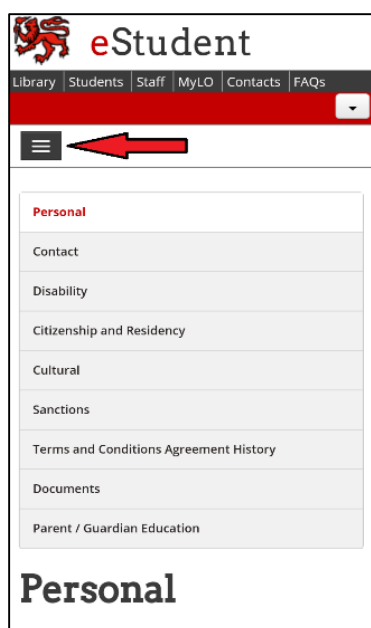 eStudent
Library Students Staff MyLO Contacts FAQs
Personal
Contact
Disability
Citizenship and Residency
Cultural
Sanctions
Terms and Conditions Agreement History
Documents
Parent / Guardian Education
Personal